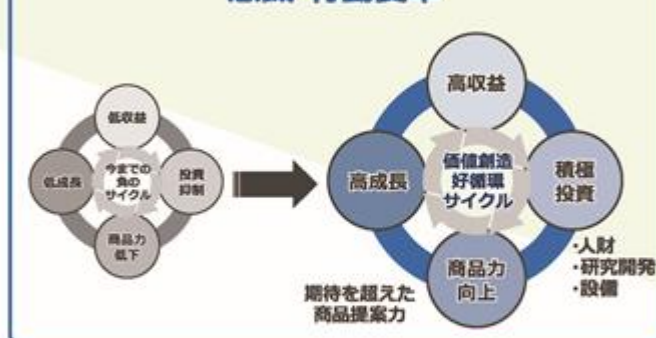 低収益
低成長
今までの
負の
サイクル
投資
抑制
商品力
低下
高収益
高成長
価値創造
好循環
サイクル
積極
投資
・人財
・研究開発
・設備
商品力
向上
期待を超えた
商品提案力